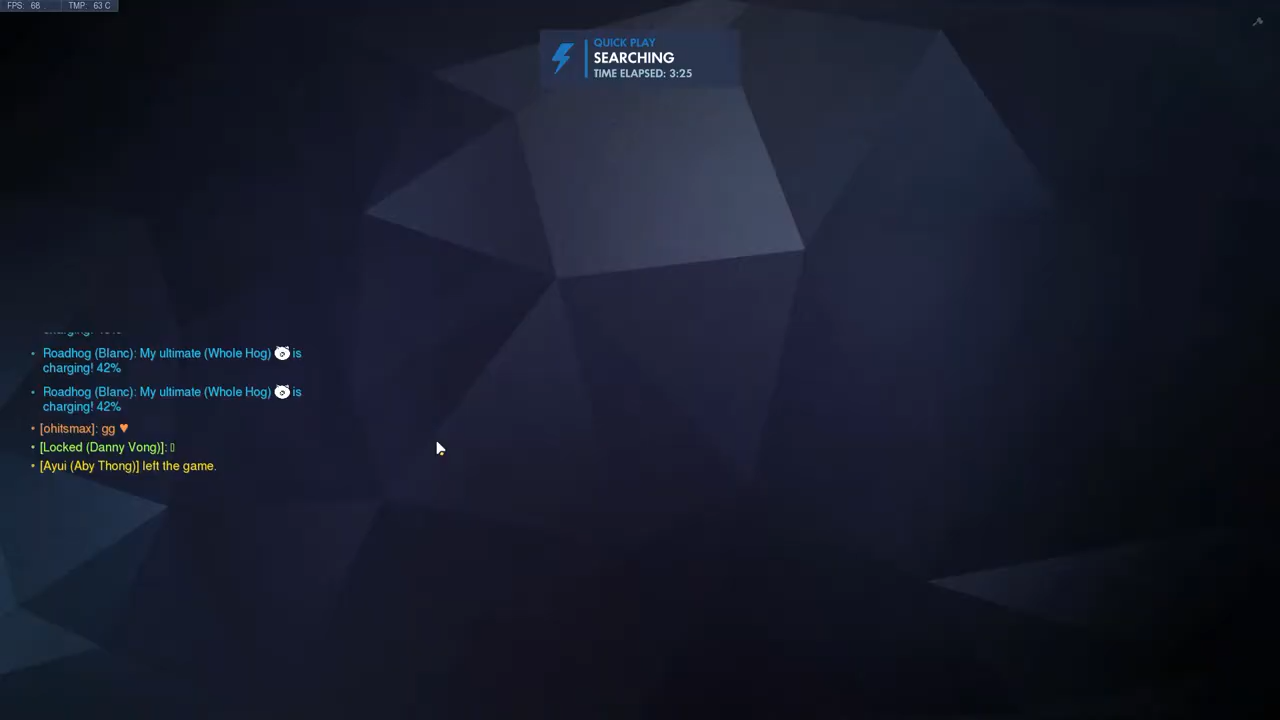 FPS: 68
TMP: 63 C
QUICK PLAY
SEARCHING
TIME ELAPSED: 3:25
Roadhog (Blanc): My ultimate (Whole Hog) is
charging! 42%
Roadhog (Blanc): My ultimate (Whole Hog) is
charging! 42%
[ohitsmax]: gg ♥
[Locked (Danny Vong)]:
[Ayui (Aby Thong)] left the game.